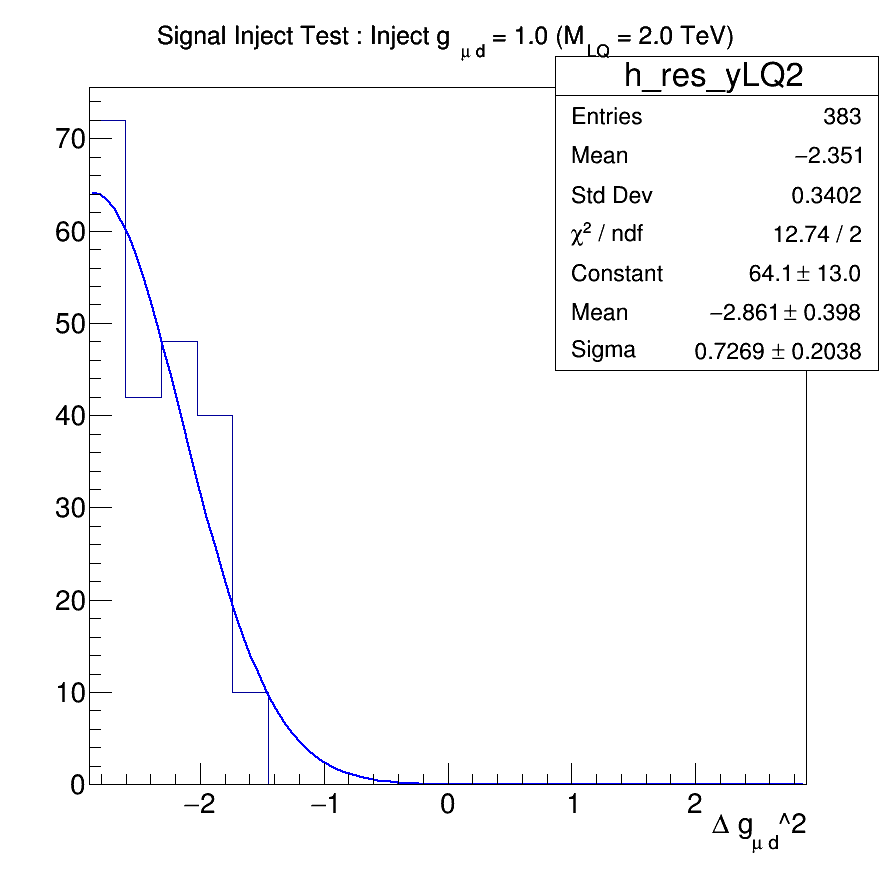 Signal Inject Test : Inject g μ d = 1.0 (M LQ = 2.0 TeV)
h_res_yLQ2
Entries 383
Mean −2.351
Std Dev 0.3402
χ² / ndf 12.74 / 2
Constant 64.1 ± 13.0
Mean −2.861 ± 0.398
Sigma 0.7269 ± 0.2038
70
60
50
40
30
20
10
0
−2 −1 0 1 2
Δ g μ d ^2